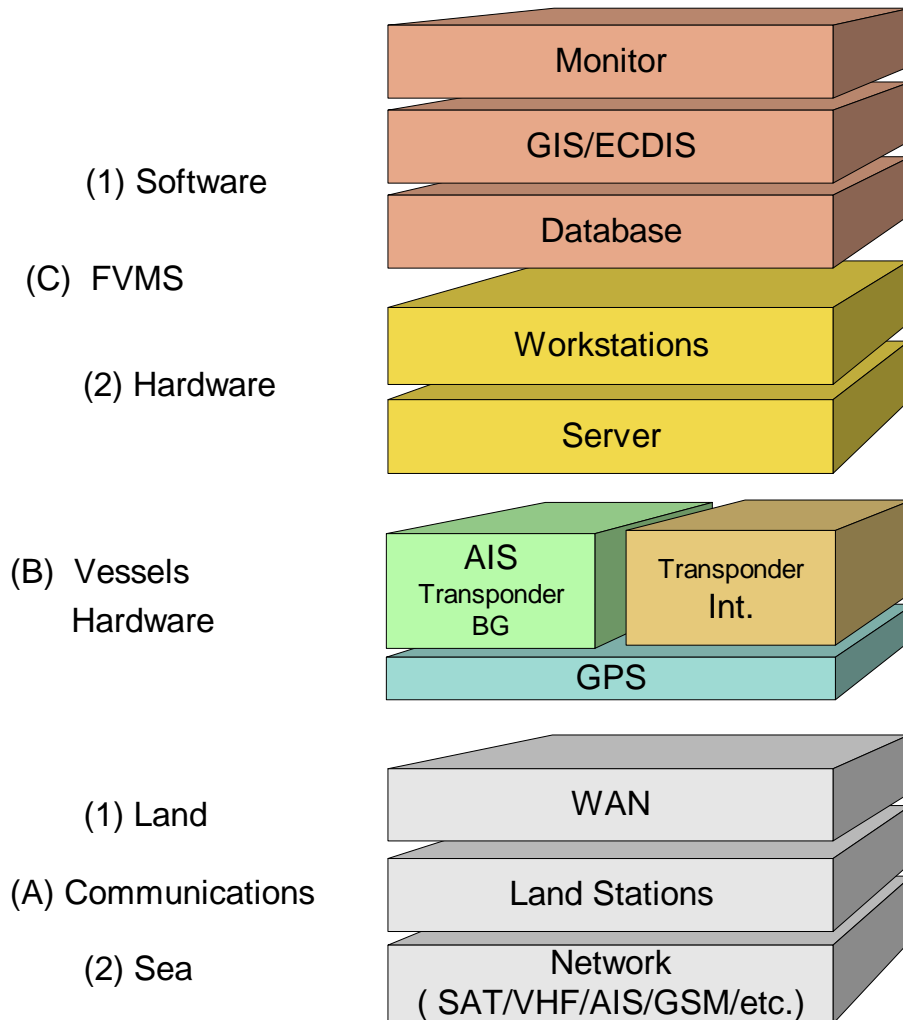 Monitor
GIS/ECDIS
(1) Software
Database
(C) FVMS
Workstations
(2) Hardware
Server
(B) Vessels
Hardware
AIS
Transponder
BG
Transponder
Int.
GPS
WAN
(1) Land
(A) Communications
Land Stations
(2) Sea
Network
( SAT/VHF/AIS/GSM/etc.)